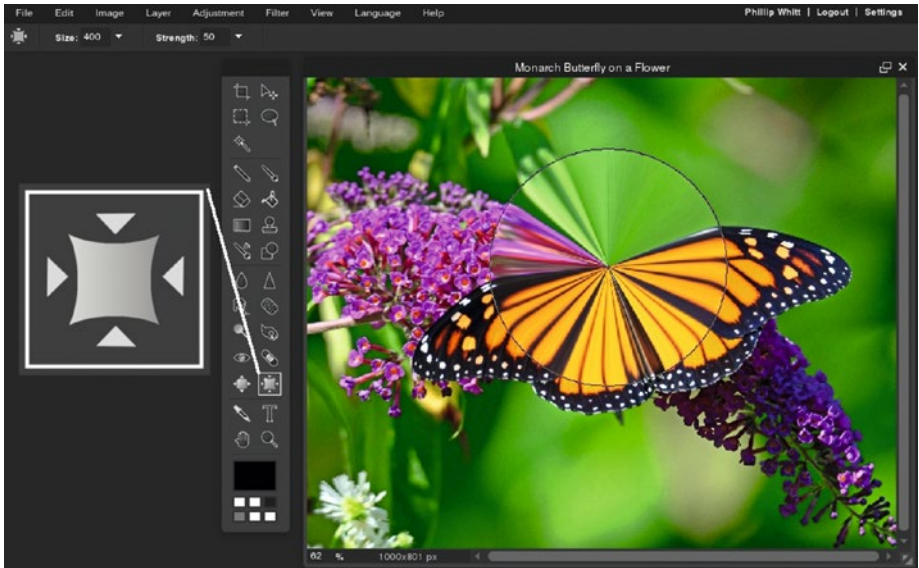 File Edit Image Layer Adjustment Filter View Language Help Phillip Whitt | Logout | Settings
Size: 400 Strength: 50
Monarch Butterfly on a Flower
62 % 1000x801 px